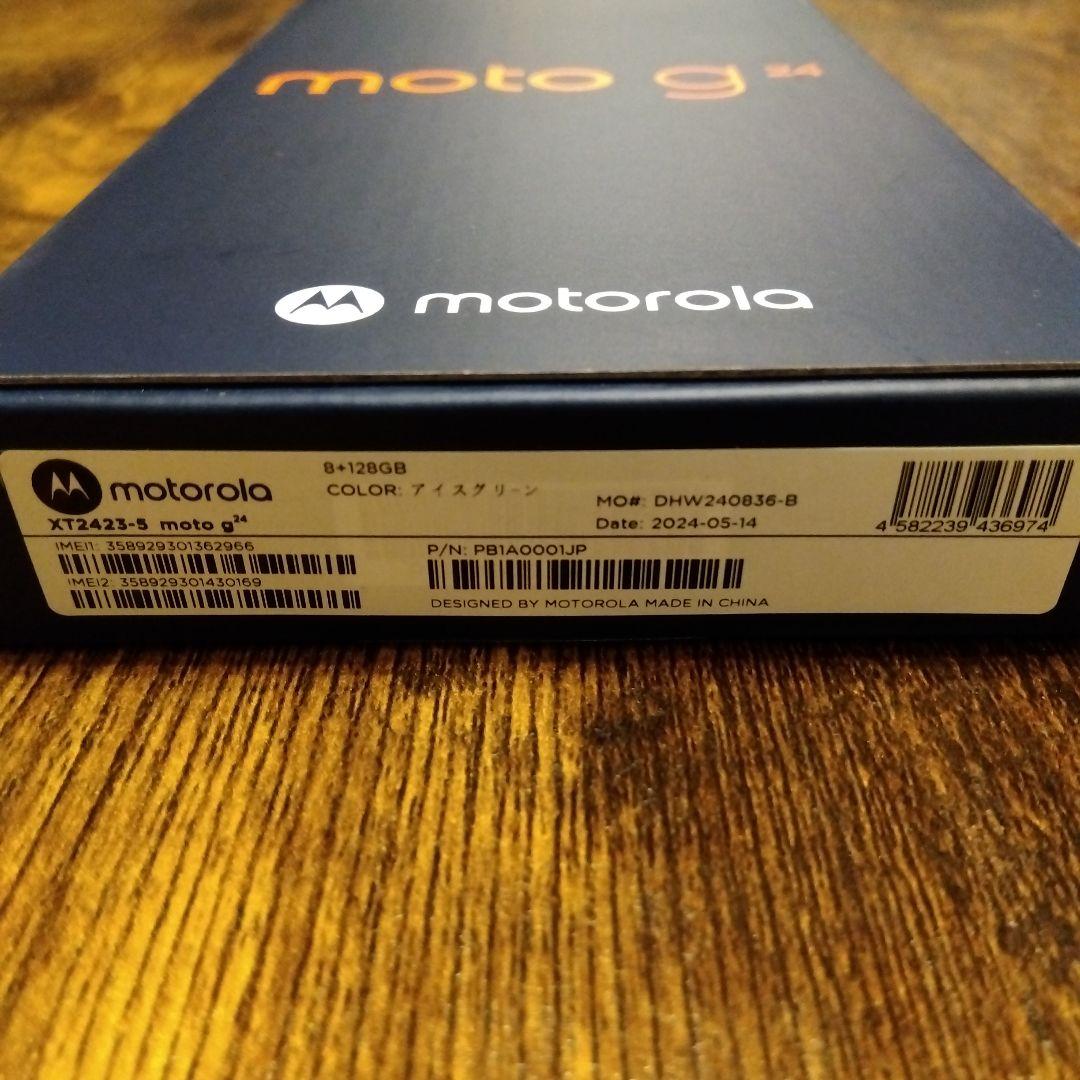 moto g 24
motorola
motorola
8+128GB
COLOR: アイスグリーン
XT2423-5 moto g24
MO#: DHW240836-B
Date: 2024-05-14
4 582239 436974
IMEI1: 358929301362966
IMEI2: 358929301430169
P/N: PB1A0001JP
DESIGNED BY MOTOROLA MADE IN CHINA